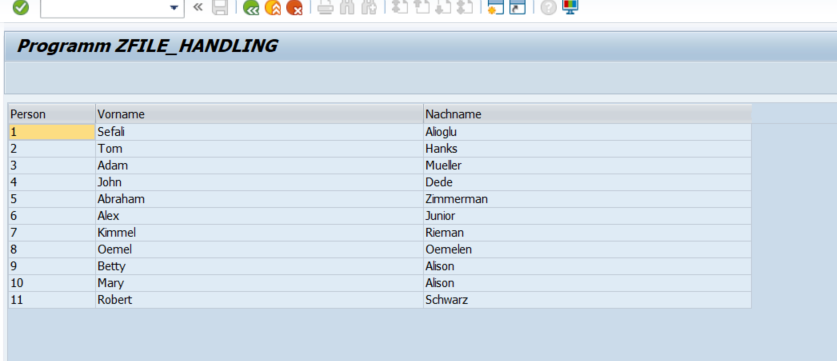 Programm ZFILE_HANDLING
Person Vorname Nachname
1 Sefali Alioglu
2 Tom Hanks
3 Adam Mueller
4 John Dede
5 Abraham Zimmerman
6 Alex Junior
7 Kimmel Rieman
8 Oemel Oemelen
9 Betty Alison
10 Mary Alison
11 Robert Schwarz